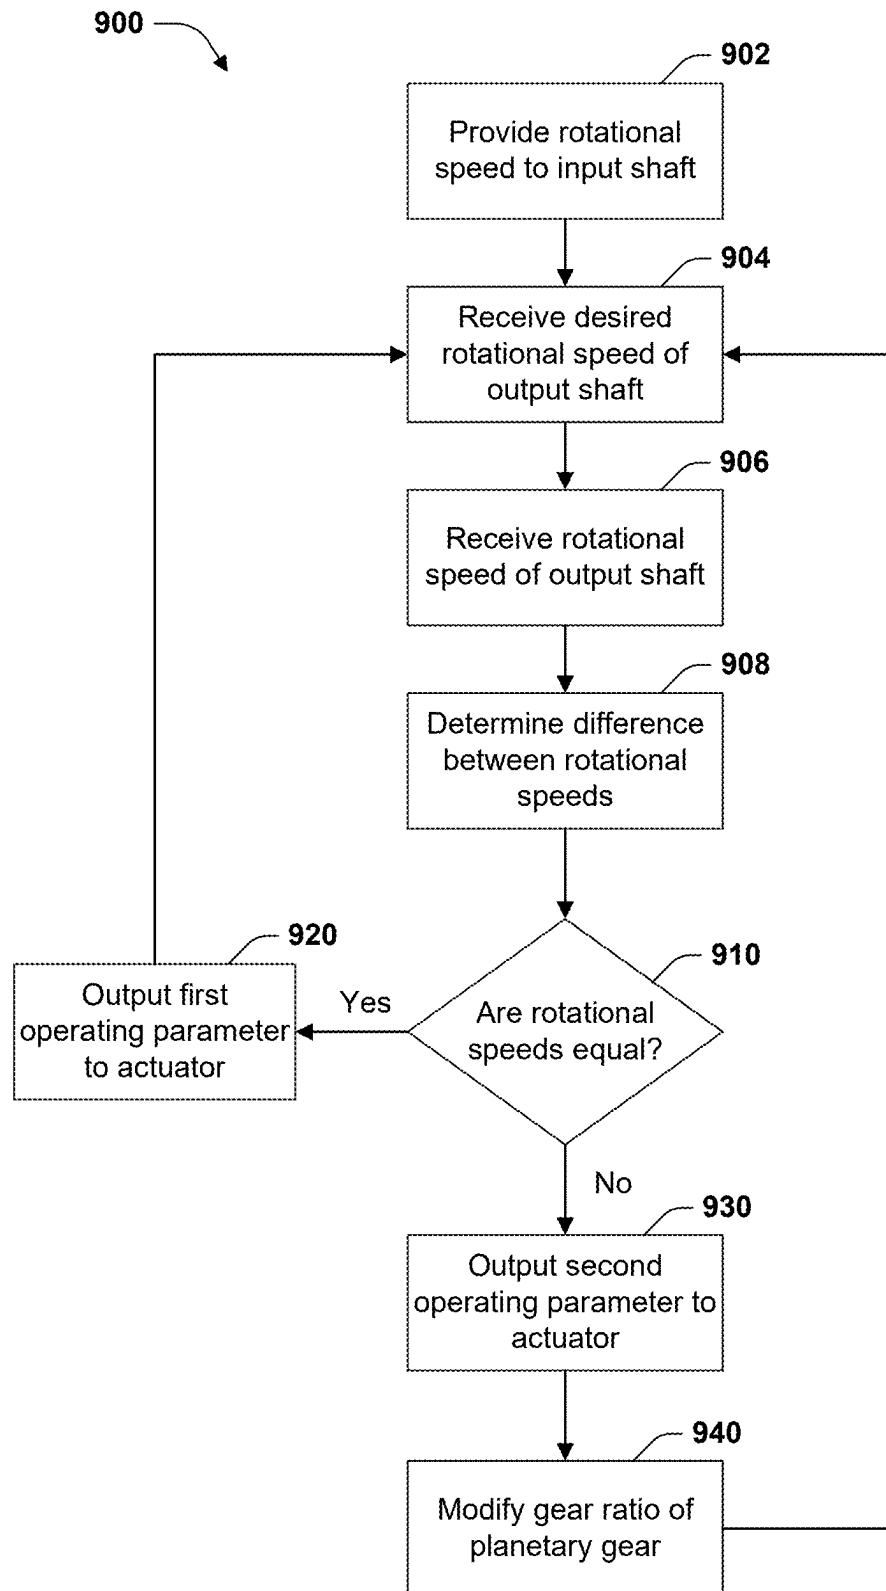 900
902
Provide rotational
speed to input shaft
904
Receive desired
rotational speed of
output shaft
906
Receive rotational
speed of output shaft
908
Determine difference
between rotational
speeds
910
Are rotational
speeds equal?
Yes
920
Output first
operating parameter
to actuator
No
930
Output second
operating parameter to
actuator
940
Modify gear ratio of
planetary gear